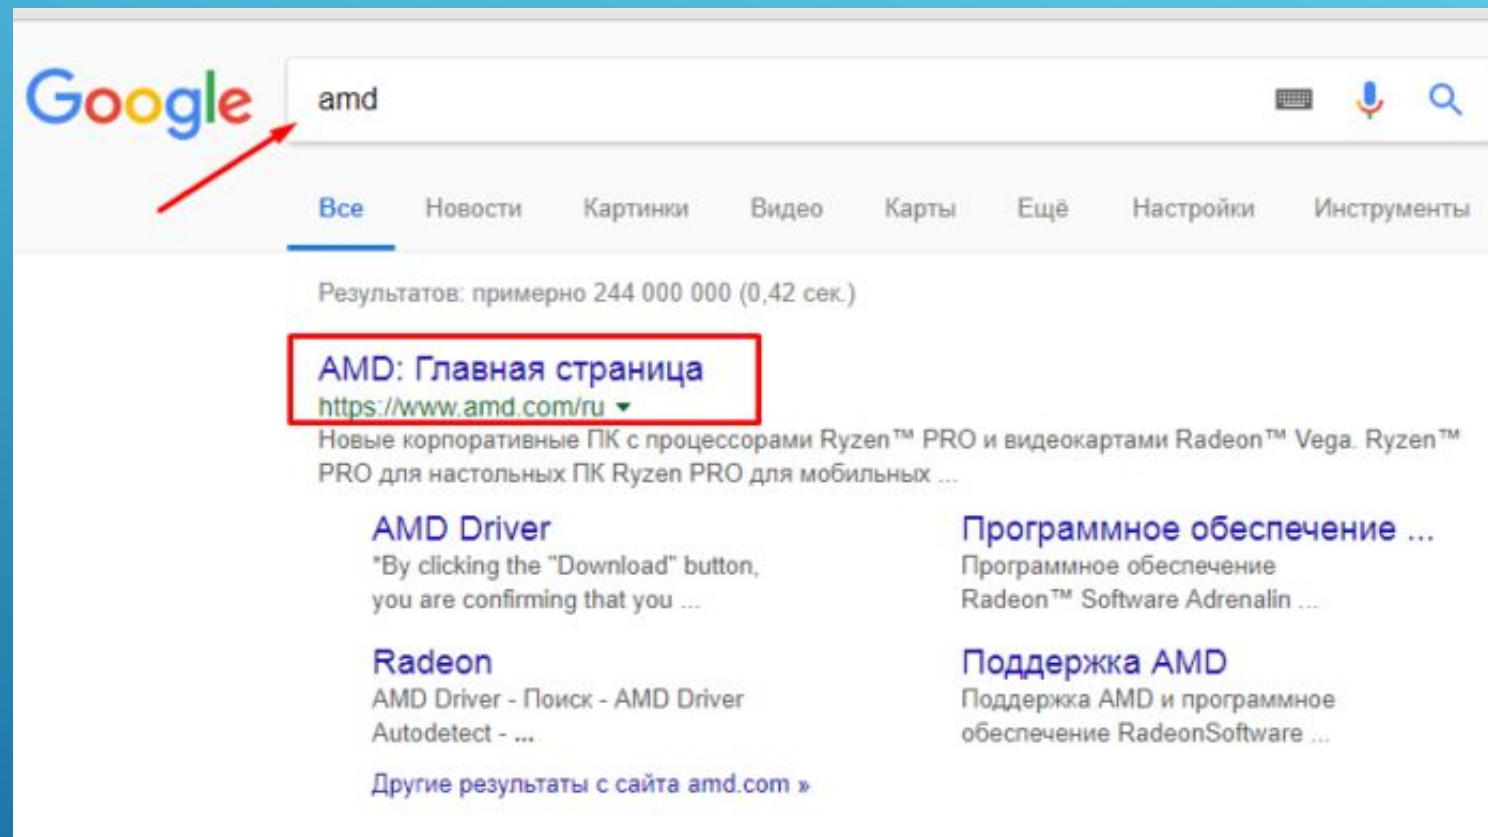 Google
amd
Все Новости Картинки Видео Карты Ещё Настройки Инструменты
Результатов: примерно 244 000 000 (0,42 сек.)
AMD: Главная страница
https://www.amd.com/ru
Новые корпоративные ПК с процессорами Ryzen™ PRO и видеокартами Radeon™ Vega. Ryzen™
PRO для настольных ПК Ryzen PRO для мобильных ...
AMD Driver
*By clicking the "Download" button,
you are confirming that you ...
Программное обеспечение ...
Программное обеспечение
Radeon™ Software Adrenalin ...
Radeon
AMD Driver - Поиск - AMD Driver
Autodetect - ...
Поддержка AMD
Поддержка AMD и программное
обеспечение RadeonSoftware ...
Другие результаты с сайта amd.com »